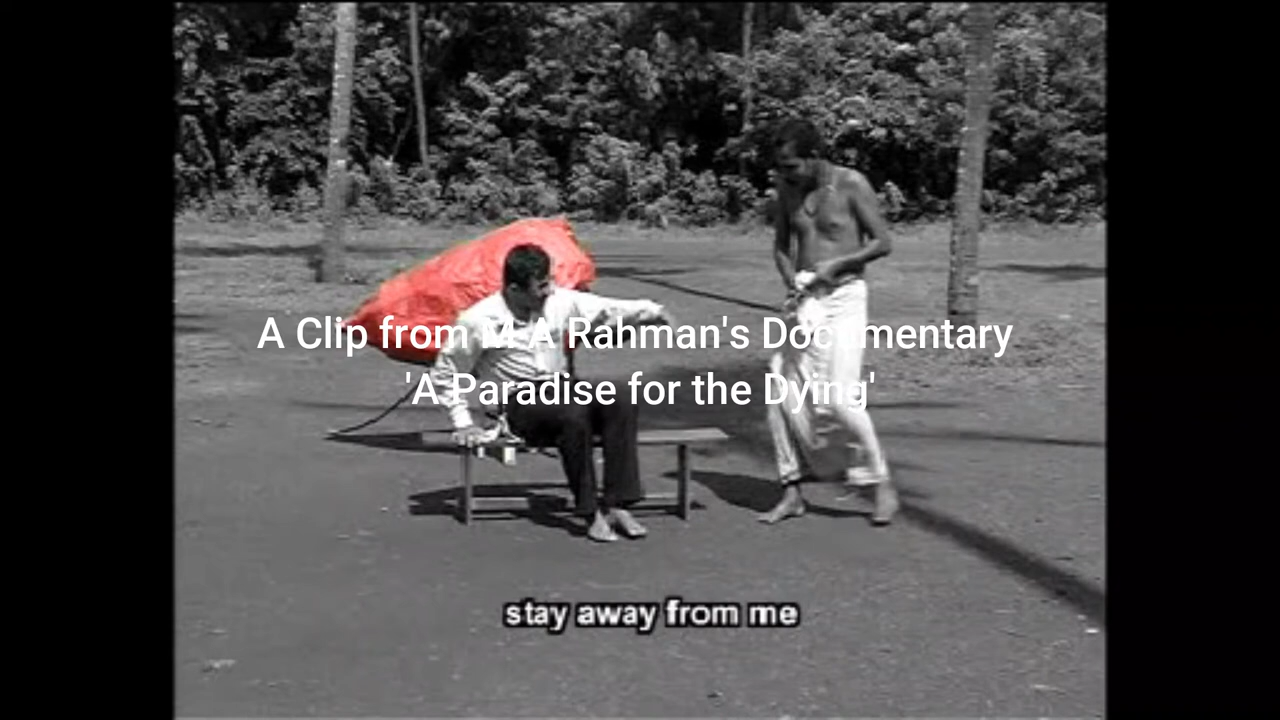 A Clip from M A Rahman's Documentary
'A Paradise for the Dying'
stay away from me